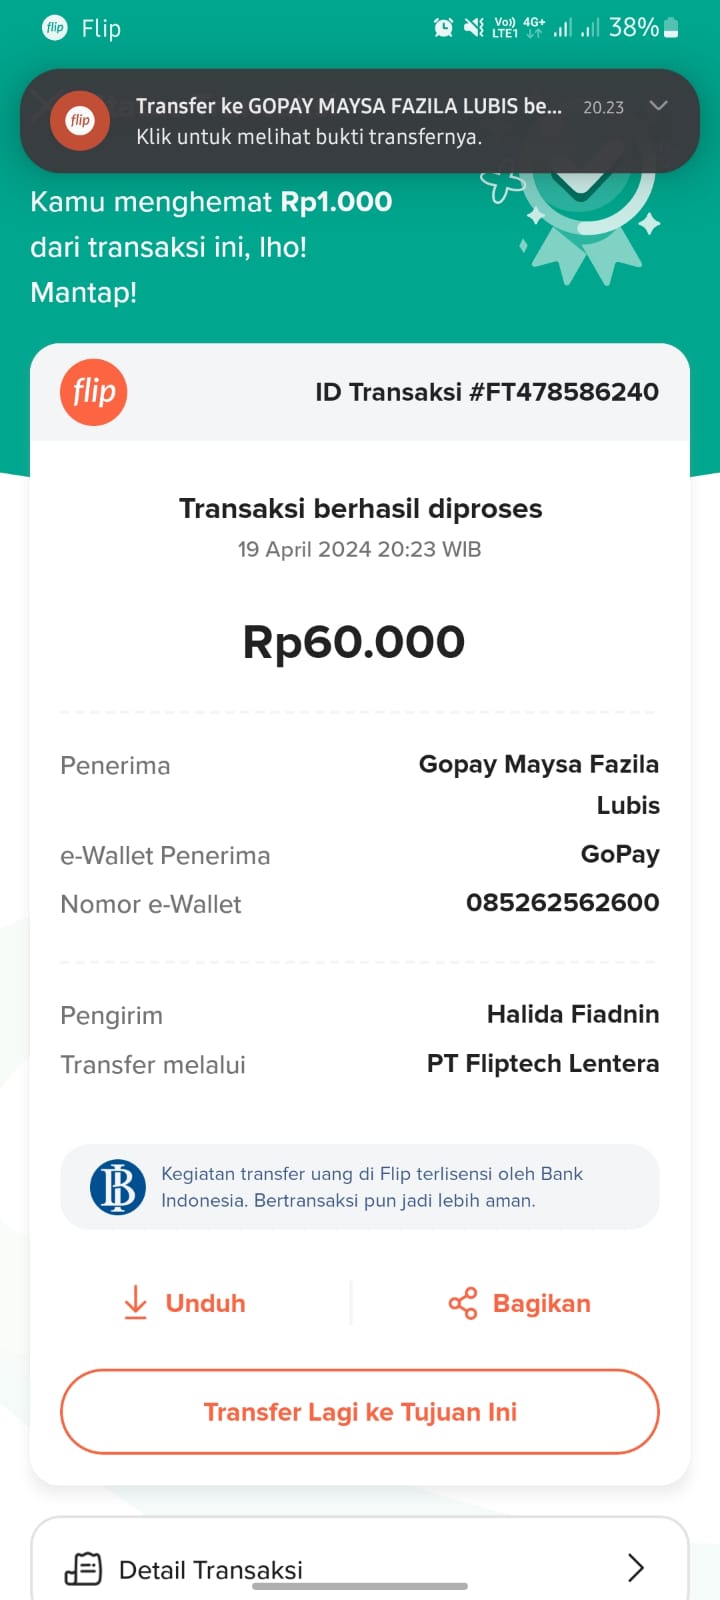 flip Flip Vo)) LTE1 4G+ 38%
flip Transfer ke GOPAY MAYSA FAZILA LUBIS be... 20.23
Klik untuk melihat bukti transfernya.
Kamu menghemat Rp1.000
dari transaksi ini, lho!
Mantap!
flip ID Transaksi #FT478586240
Transaksi berhasil diproses
19 April 2024 20:23 WIB
Rp60.000
Penerima Gopay Maysa Fazila
Lubis
e-Wallet Penerima GoPay
Nomor e-Wallet 085262562600
Pengirim Halida Fiadnin
Transfer melalui PT Fliptech Lentera
Kegiatan transfer uang di Flip terlisensi oleh Bank
Indonesia. Bertransaksi pun jadi lebih aman.
Unduh Bagikan
Transfer Lagi ke Tujuan Ini
Detail Transaksi